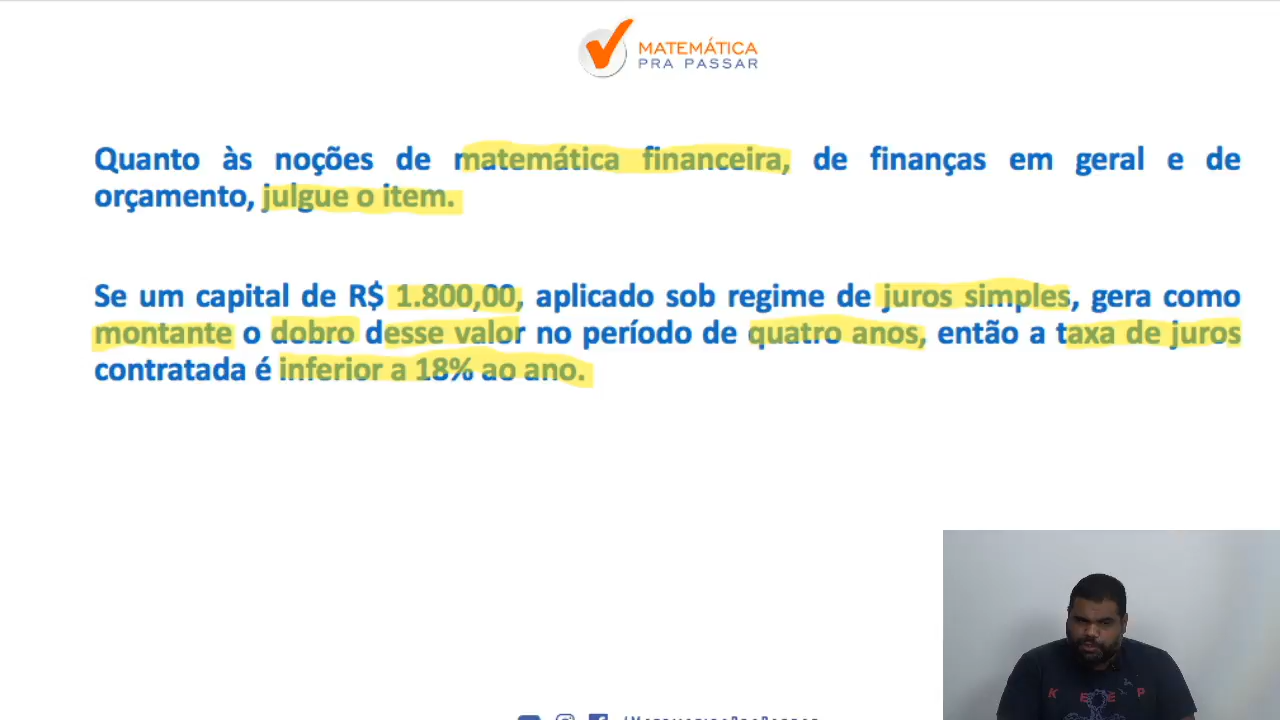 MATEMÁTICA
PRA PASSAR
Quanto às noções de matemática financeira, de finanças em geral e de
orçamento, julgue o item.
Se um capital de R$ 1.800,00, aplicado sob regime de juros simples, gera como
montante o dobro desse valor no período de quatro anos, então a taxa de juros
contratada é inferior a 18% ao ano.
K E E P